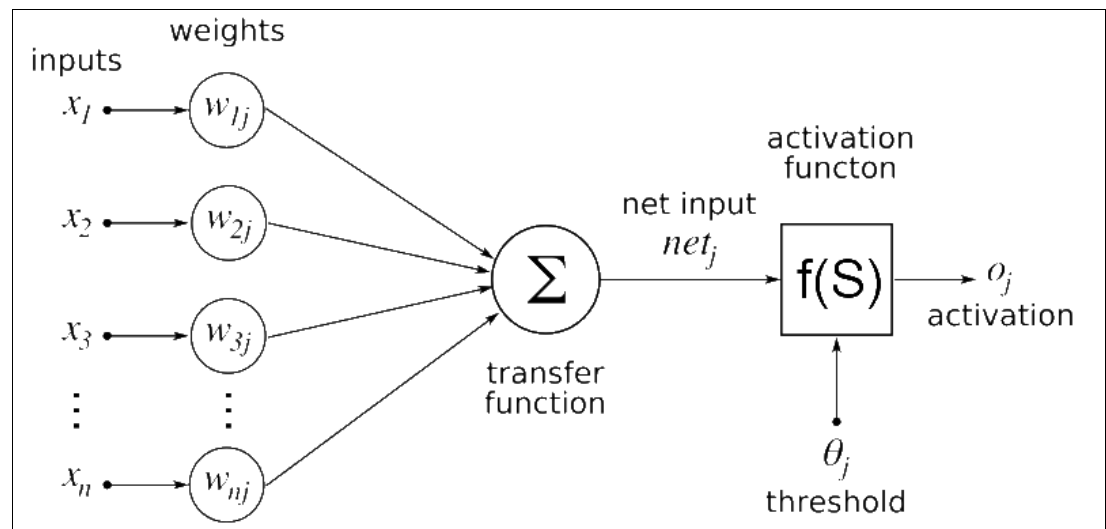 weights
inputs
x1 w1j
activation
functon
x2 w2j
net input
netj
Σ
f(S)
oj
activation
x3 w3j
transfer
function
⋮ ⋮
θj
xn wnj
threshold